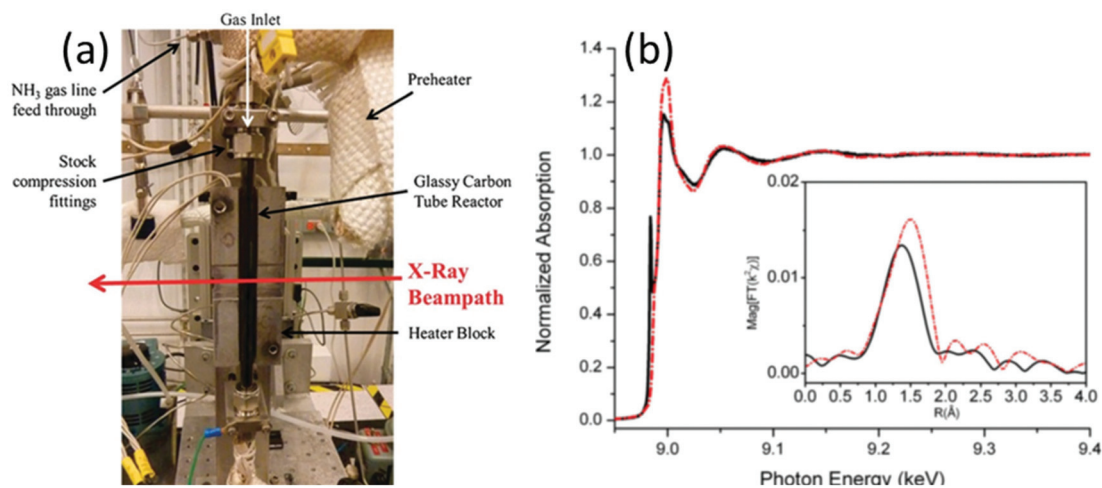 (a)
Gas Inlet
NH₃ gas line
feed through
Preheater
Stock
compression
fittings
Glassy Carbon
Tube Reactor
X-Ray
Beampath
Heater Block
(b)
Normalized Absorption
1.4
1.2
1.0
0.8
0.6
0.4
0.2
0.0
9.0
9.1
9.2
9.3
9.4
Photon Energy (keV)
Mag[FT(k²χ)]
0.02
0.01
0.00
0.0 0.5 1.0 1.5 2.0 2.5 3.0 3.5 4.0
R(Å)